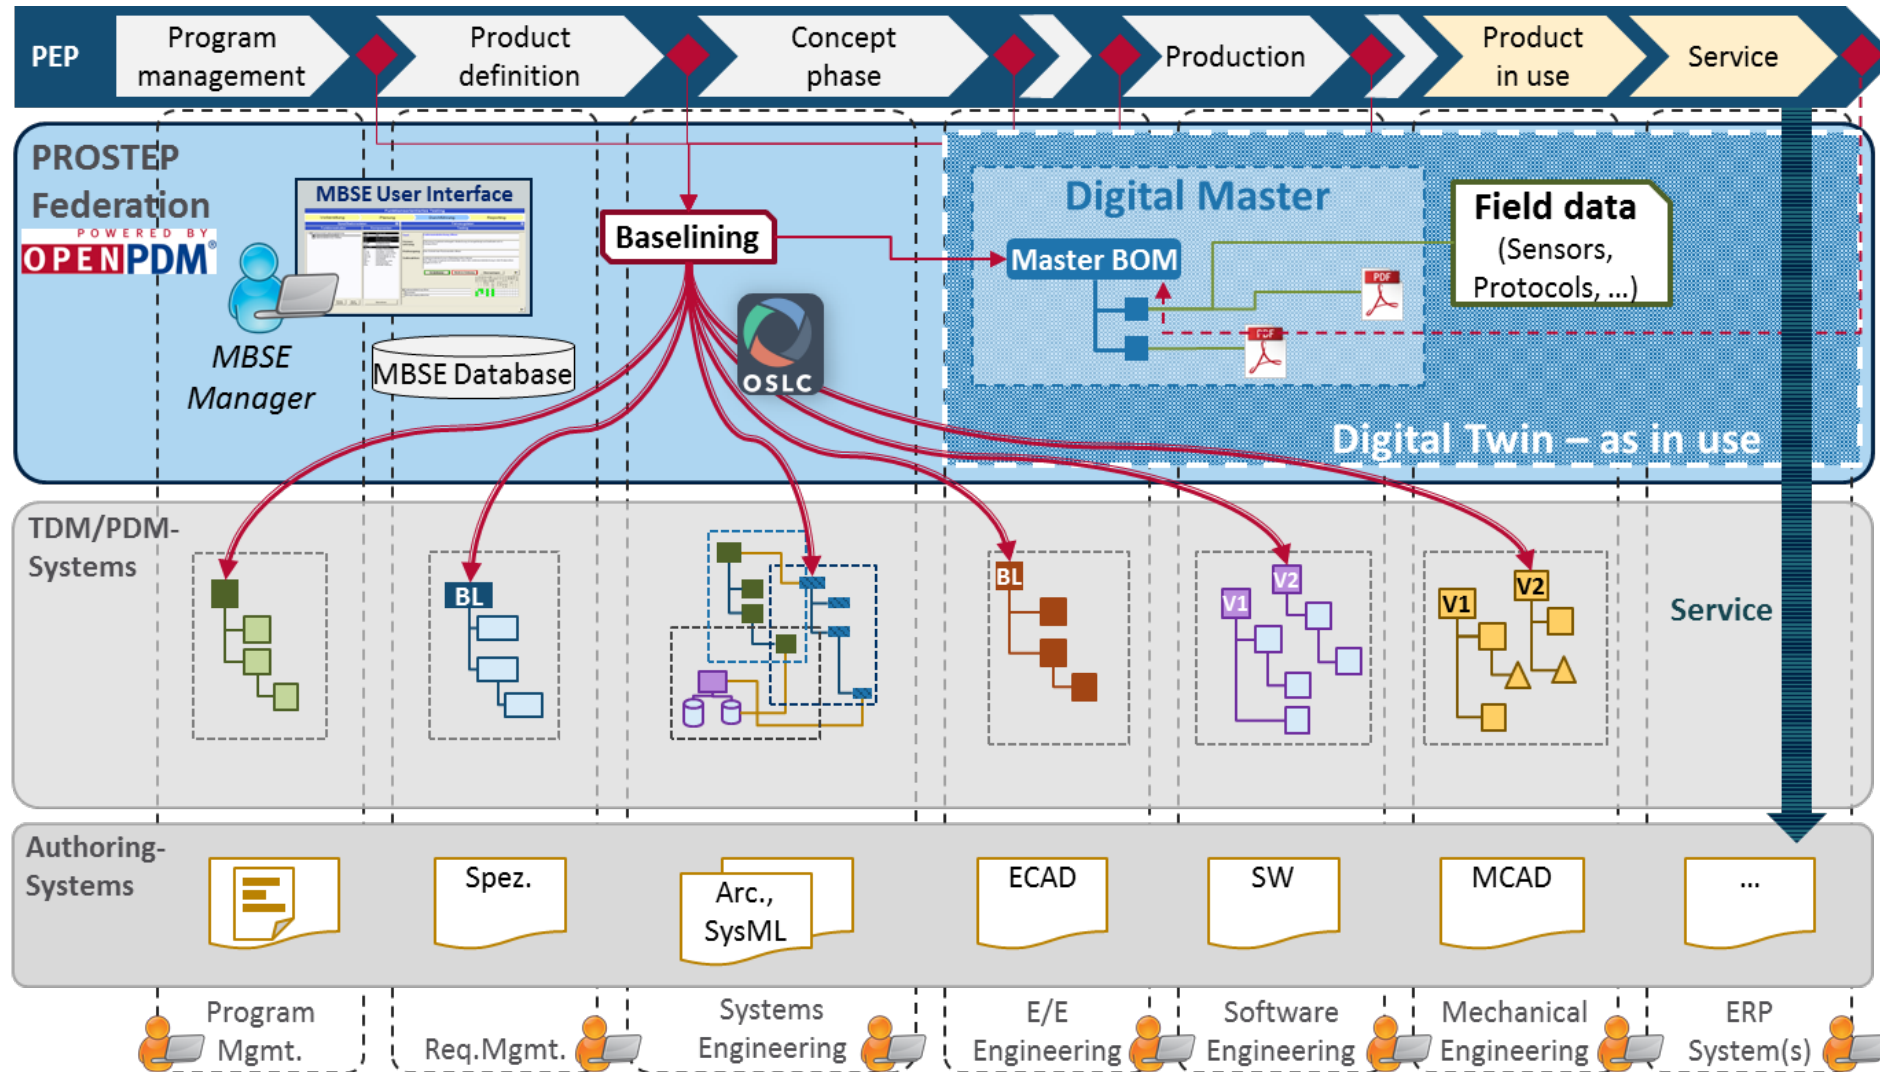 PEP
Program
management
Product
definition
Concept
phase
Production
Product
in use
Service
PROSTEP
Federation
POWERED BY
OPENPDM
MBSE User Interface
MBSE
Manager
MBSE Database
Baselining
OSLC
Digital Master
Master BOM
PDF
PDF
Field data
(Sensors,
Protocols, ...)
Digital Twin – as in use
TDM/PDM-
Systems
BL
BL
V1
V2
V1
V2
Service
Authoring-
Systems
Spez.
Arc.,
SysML
ECAD
SW
MCAD
...
Program
Mgmt.
Req.Mgmt.
Systems
Engineering
E/E
Engineering
Software
Engineering
Mechanical
Engineering
ERP
System(s)